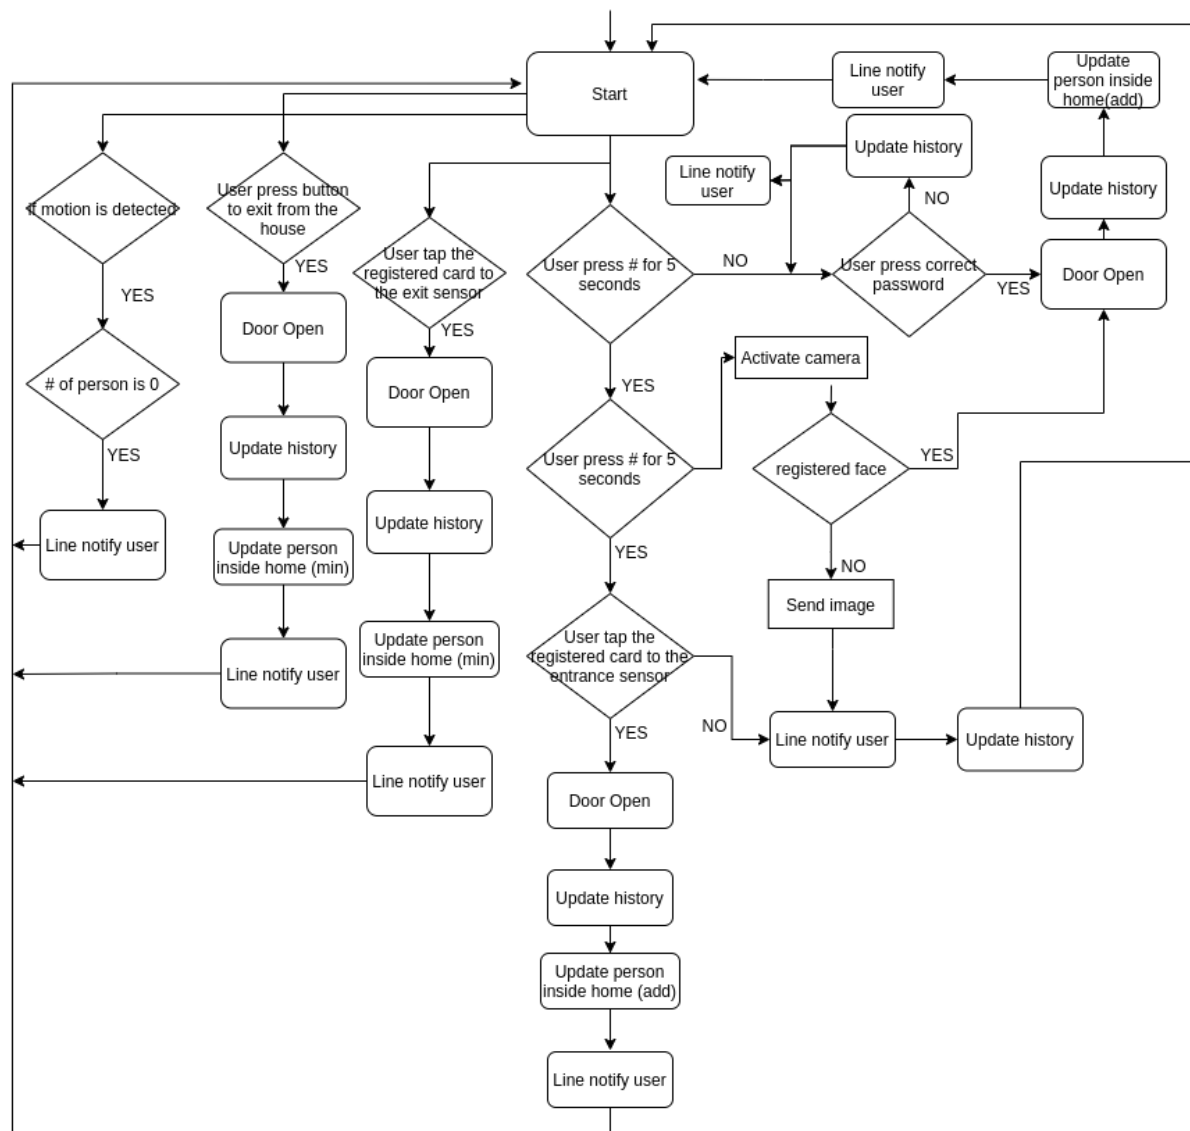 Start
Line notify
user
Update
person inside
home(add)
Update history
Line notify
user
NO
Update history
If motion is detected
User press button
to exit from the
house
User tap the
registered card to
the exit sensor
User press # for 5
seconds
NO
User press correct
password
YES
Door Open
YES
YES
Door Open
YES
Door Open
# of person is 0
YES
Activate camera
YES
Update history
User press # for 5
seconds
registered face
YES
Line notify user
Update history
YES
NO
Update person
inside home (min)
Send image
Line notify user
Update person
inside home (min)
User tap the
registered card to the
entrance sensor
NO
YES
Line notify user
Update history
Line notify user
Door Open
Update history
Update person
inside home (add)
Line notify user